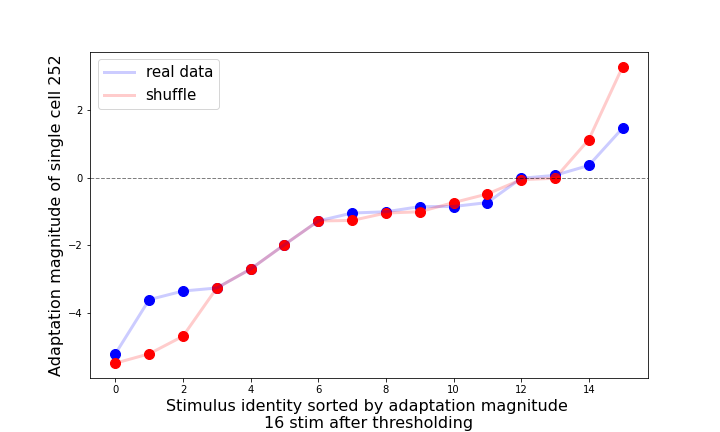 real data
shuffle
Adaptation magnitude of single cell 252
2
0
−2
−4
0 2 4 6 8 10 12 14
Stimulus identity sorted by adaptation magnitude
16 stim after thresholding